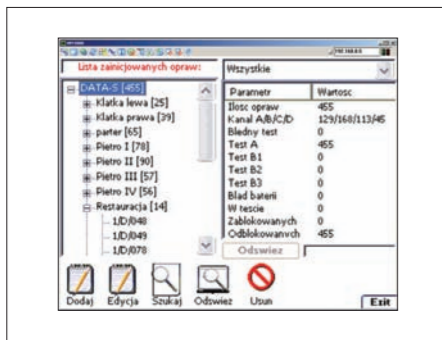 Lista zainicjowanych opraw:
Wszystkie
DATA-S [455]
Klatka lewa [25]
Klatka prawa [39]
parter [65]
Pietro I [78]
Pietro II [90]
Pietro III [57]
Pietro IV [56]
Restauracja [14]
1/D/048
1/D/049
1/D/078
Parametr Wartosc
Ilosc opraw 455
Kanal A/B/C/D 129/168/113/45
Bledny test 0
Test A 455
Test B1 0
Test B2 0
Test B3 0
Blad baterii 0
W tescie 0
Zablokowanych 0
Odblokowanych 455
Odswiez
Dodaj
Edycja
Szukaj
Odswiez
Usun
Exit